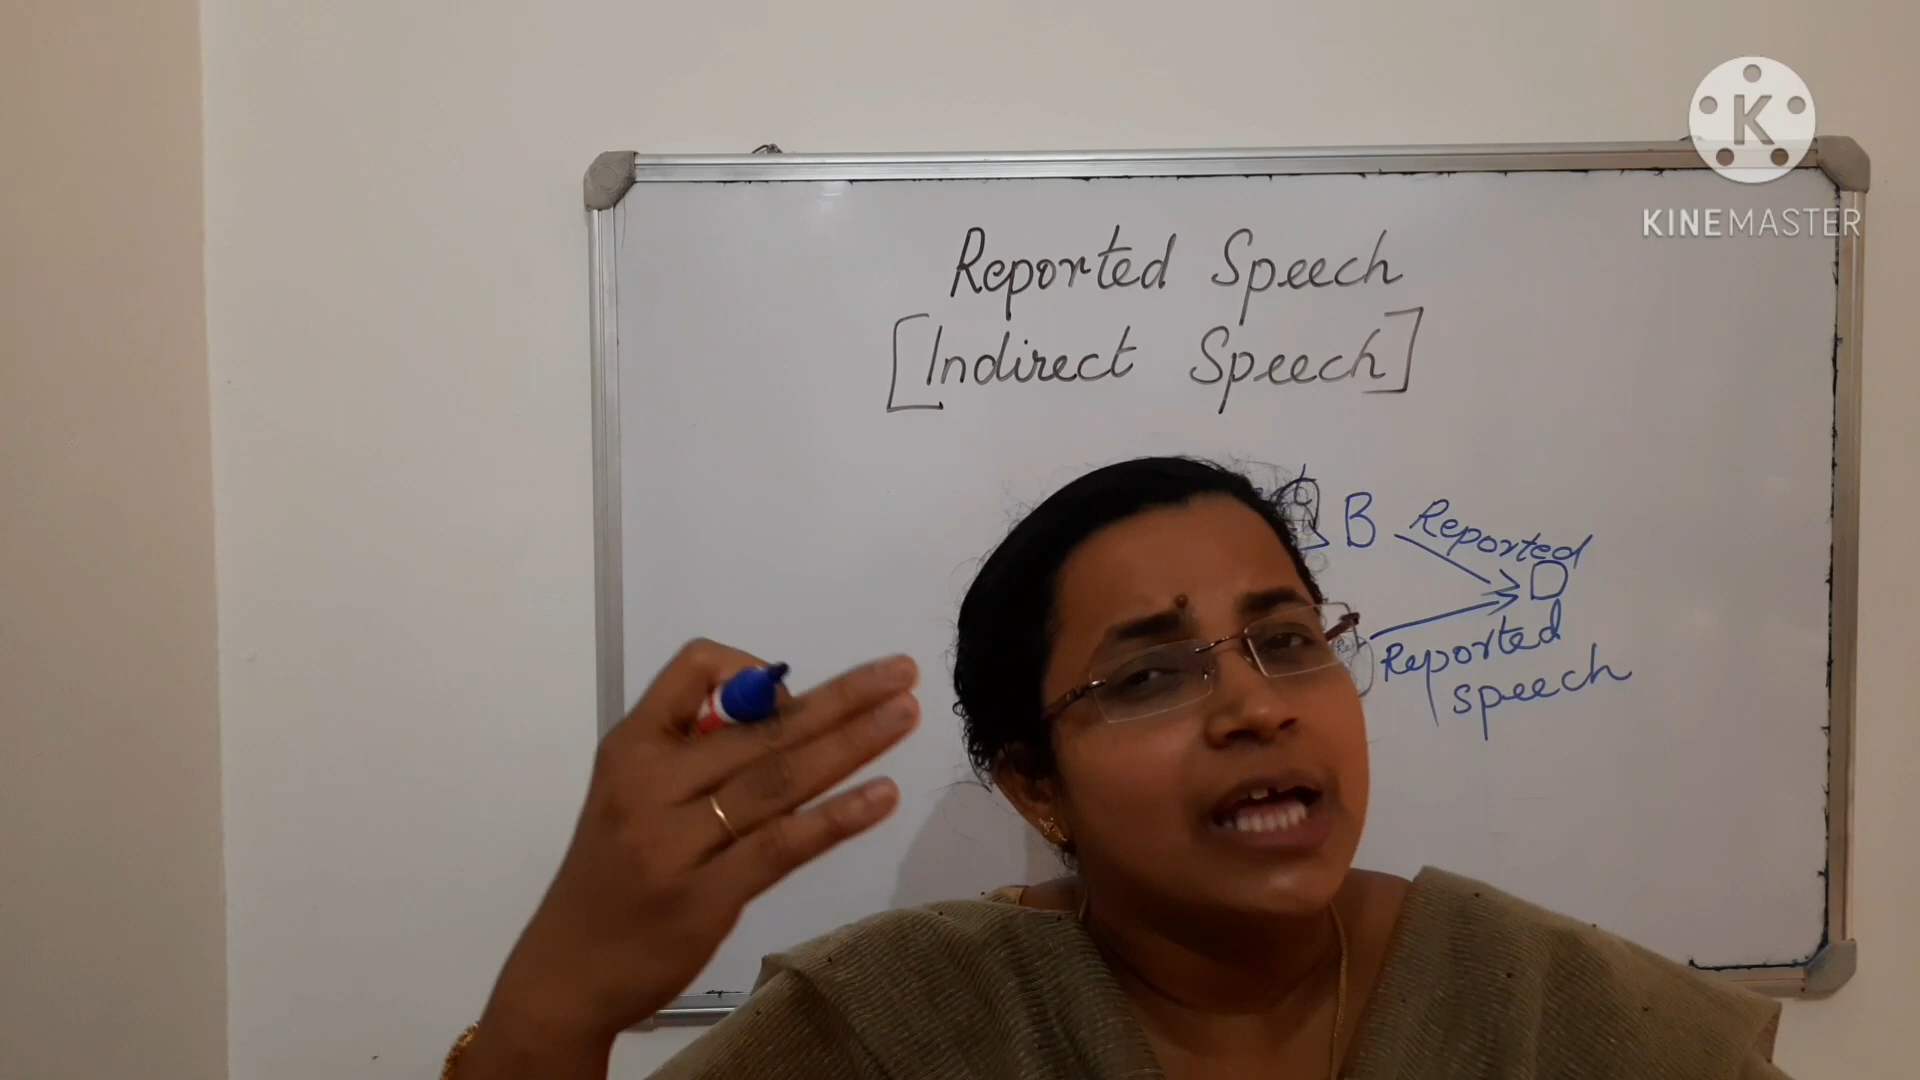 K
KINEMASTER
Reported Speech
[Indirect Speech]
B
Reported
D
Reported
speech